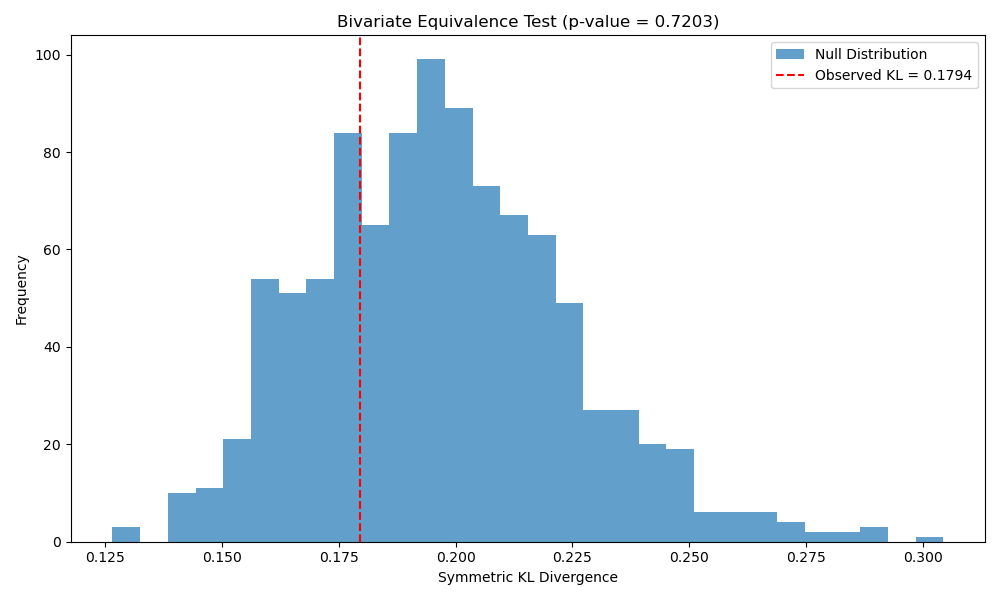 Bivariate Equivalence Test (p-value = 0.7203)
Null Distribution
Observed KL = 0.1794
Frequency
100
80
60
40
20
0
0.125 0.150 0.175 0.200 0.225 0.250 0.275 0.300
Symmetric KL Divergence